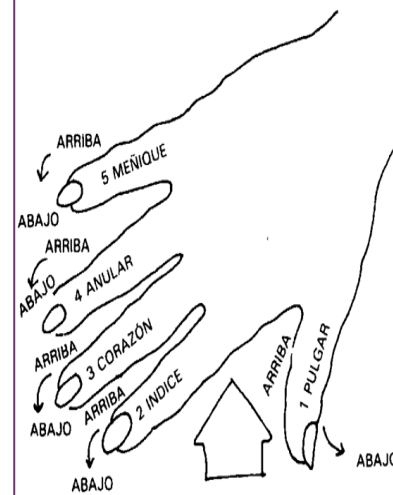 ARRIBA
5 MEÑIQUE
ABAJO
ARRIBA
4 ANULAR
ABAJO
ARRIBA
3 CORAZÓN
ABAJO
ARRIBA
2 INDICE
ABAJO
ARRIBA
1 PULGAR
ABAJO